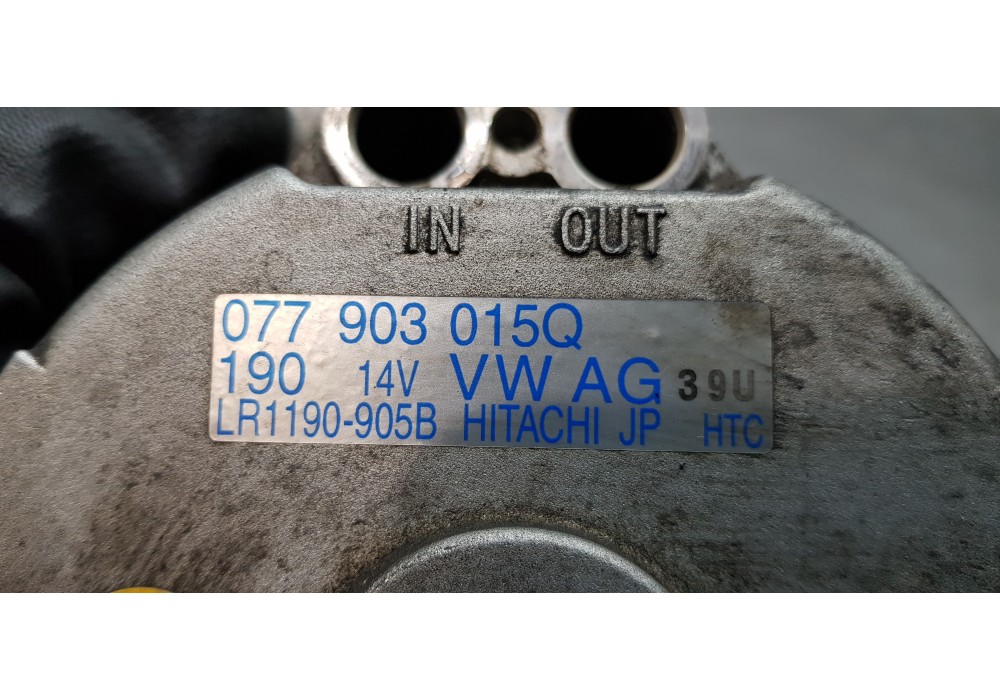 IN OUT
077 903 015Q
190 14V VW AG 39U
LR1190-905B HITACHI JP HTC